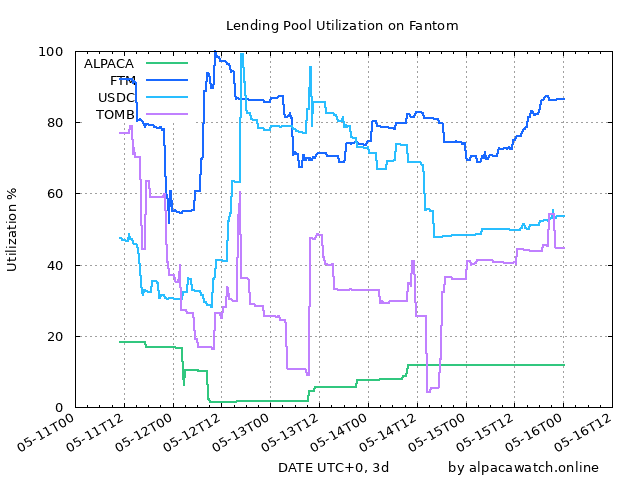 Lending Pool Utilization on Fantom
100
80
60
40
20
0
Utilization %
ALPACA
FTM
USDC
TOMB
05-11T00
05-11T12
05-12T00
05-12T12
05-13T00
05-13T12
05-14T00
05-14T12
05-15T00
05-15T12
05-16T00
05-16T12
DATE UTC+0, 3d
by alpacawatch.online